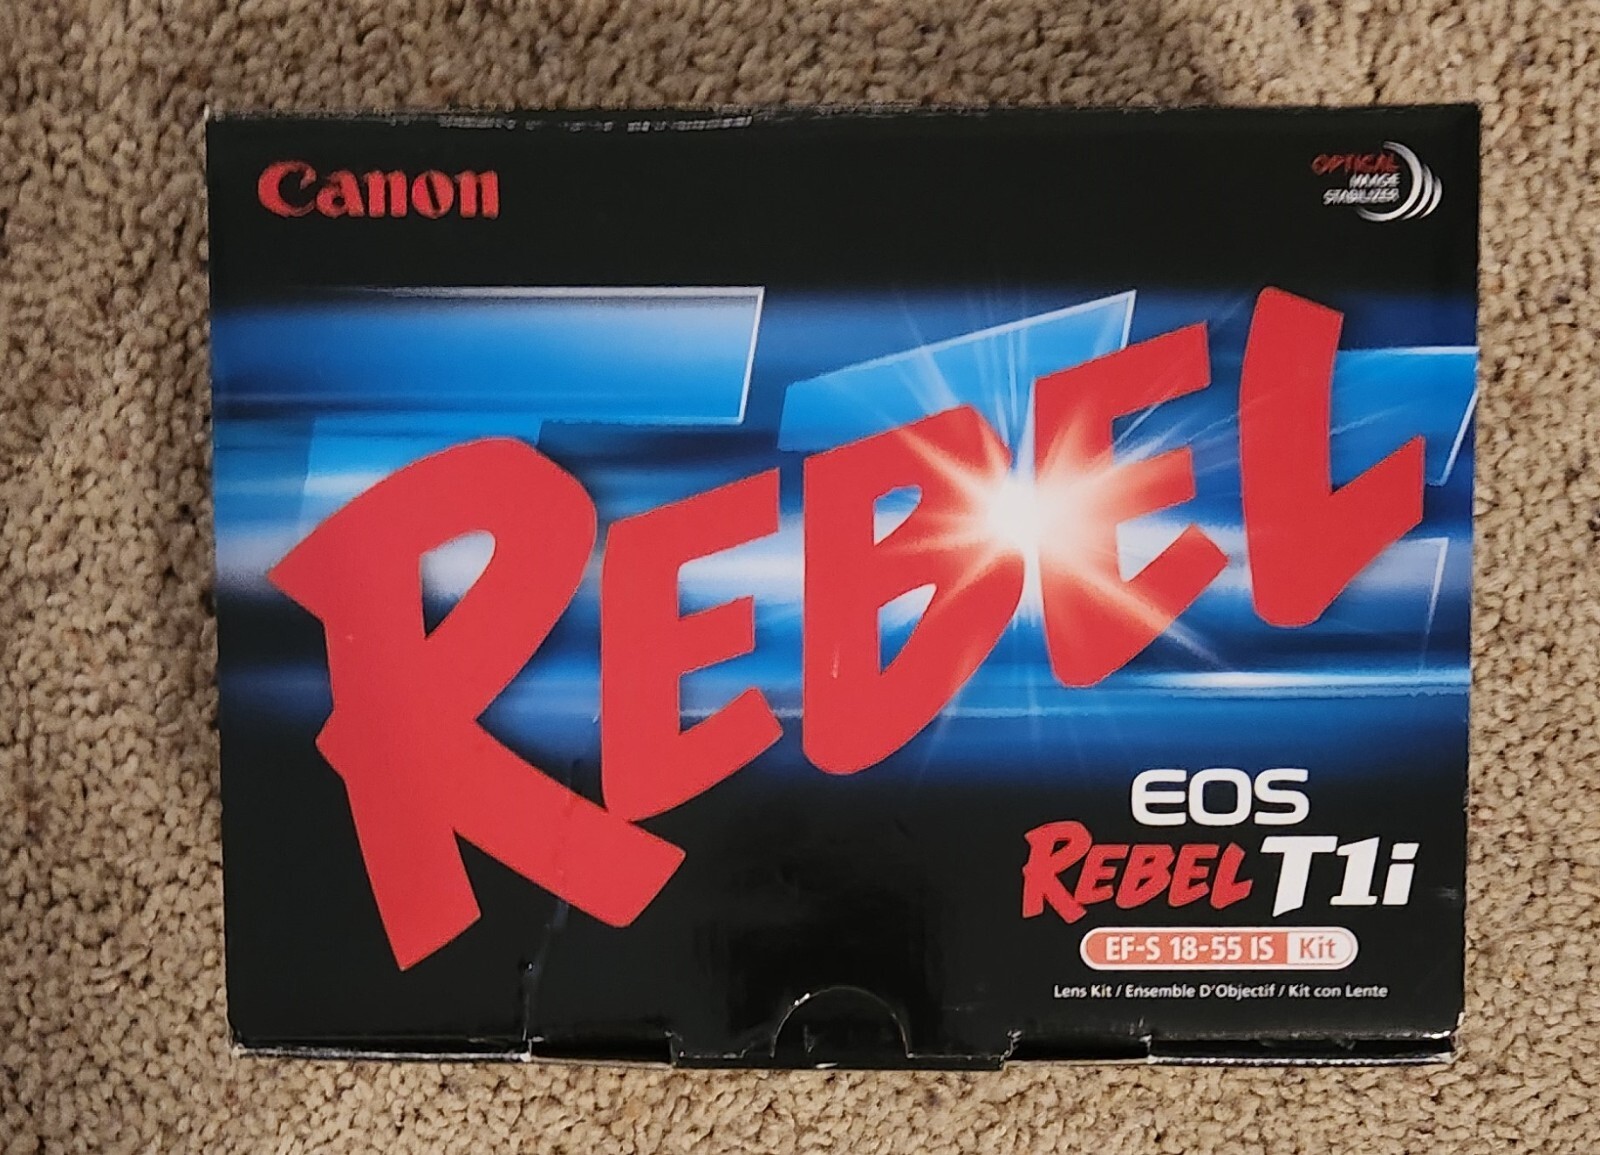 Canon
OPTICAL
IMAGE
STABILIZER
REBEL
EOS
REBEL T1i
EF-S 18-55 IS Kit
Lens Kit / Ensemble D'Objectif / Kit con Lente